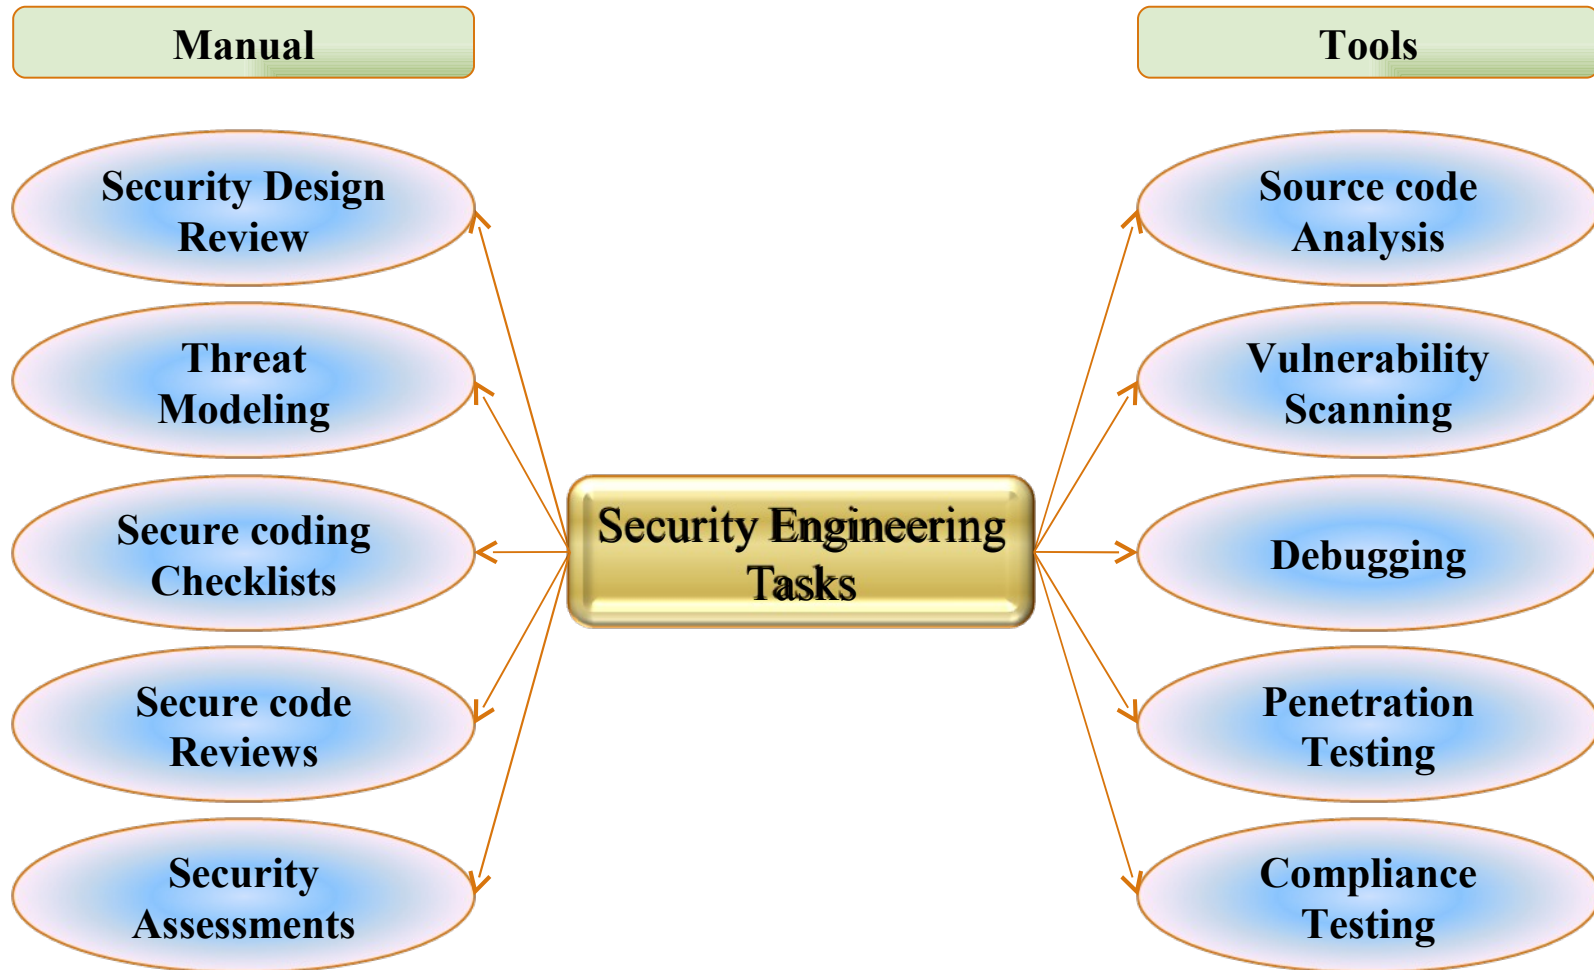 Manual
Tools
Security Design
Review
Threat
Modeling
Secure coding
Checklists
Secure code
Reviews
Security
Assessments
Security Engineering
Tasks
Source code
Analysis
Vulnerability
Scanning
Debugging
Penetration
Testing
Compliance
Testing